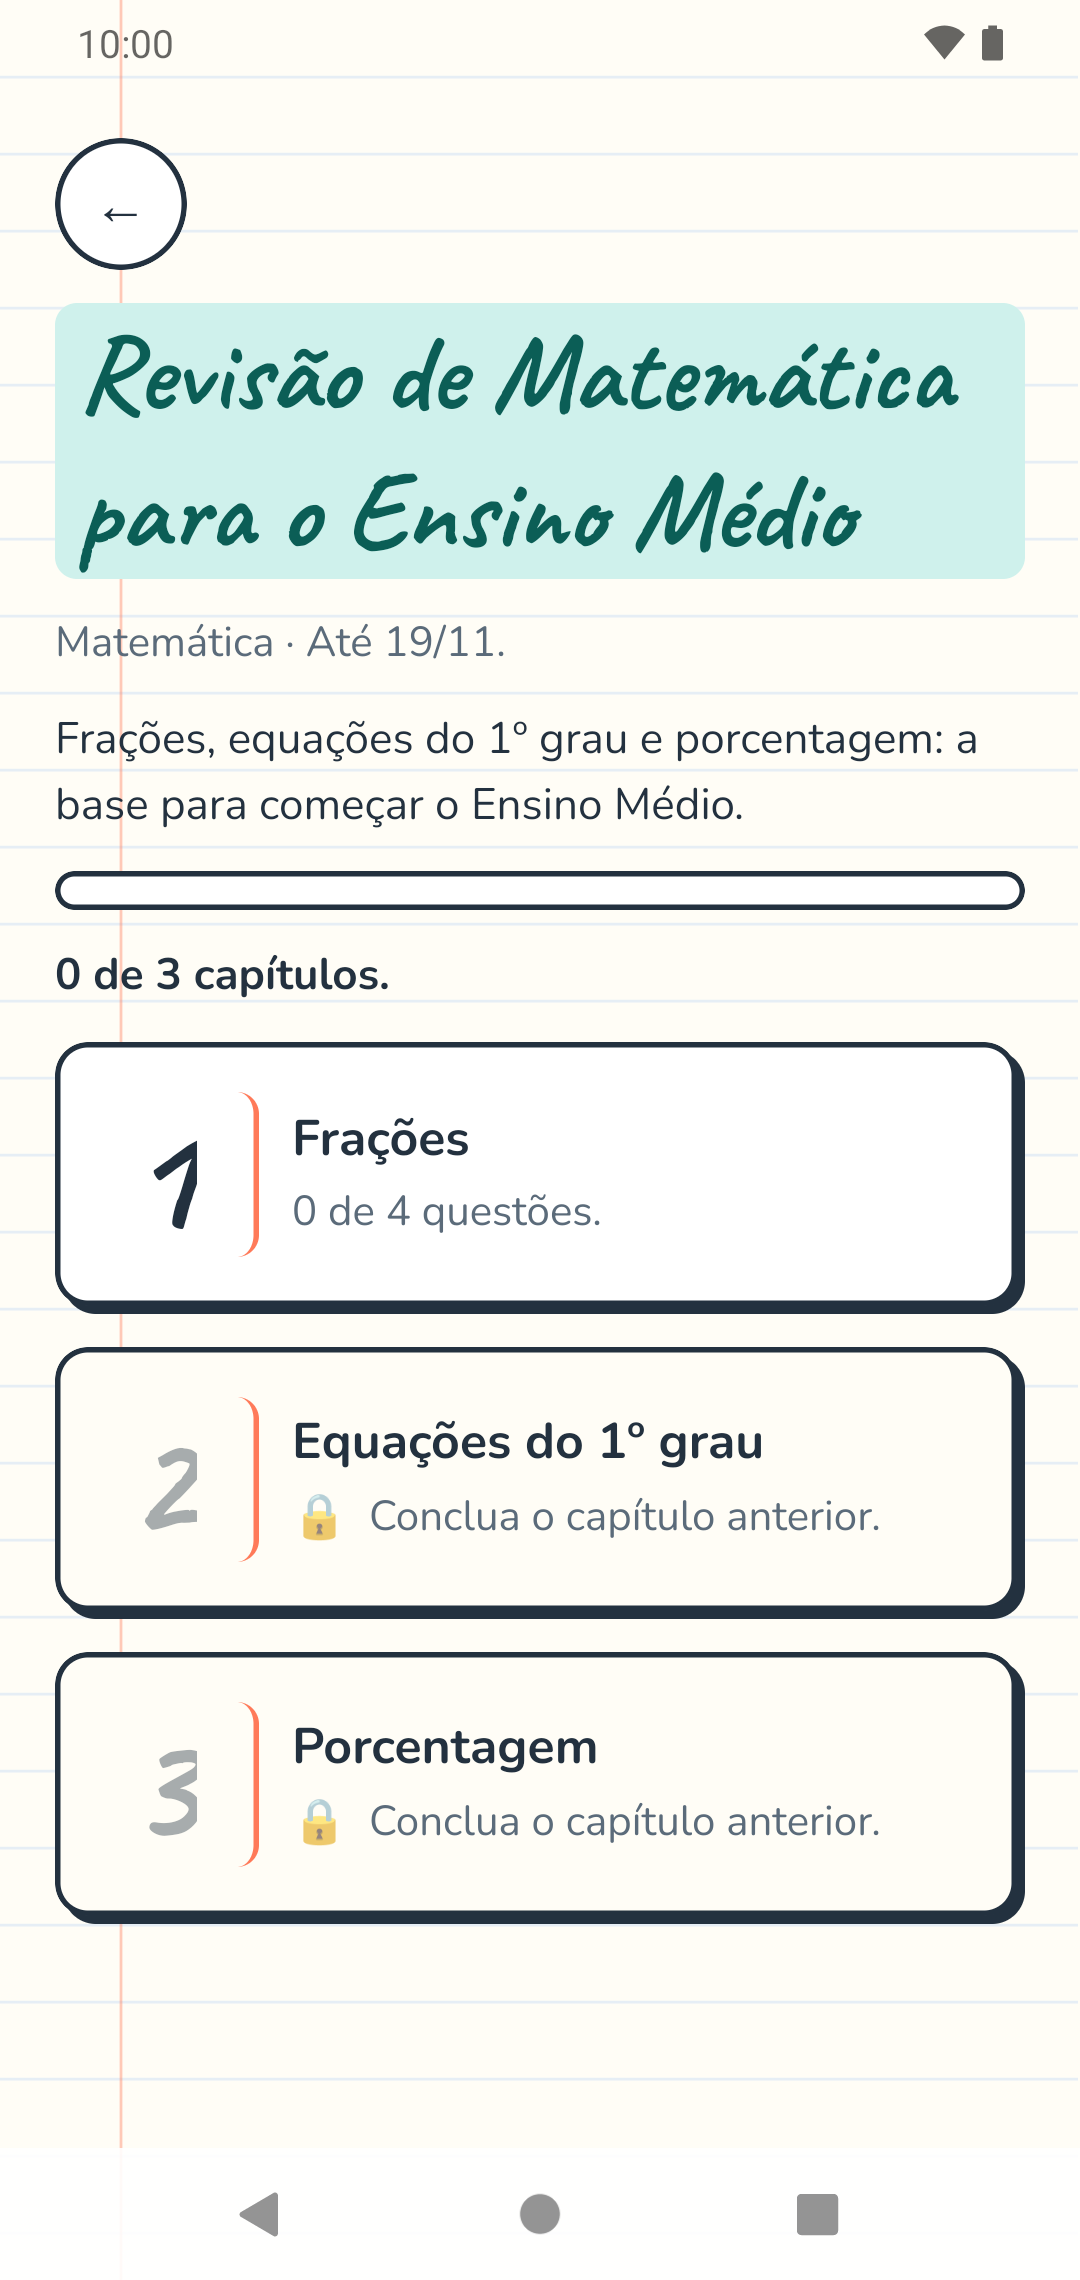 10:00
←
Revisão de Matemática
para o Ensino Médio
Matemática · Até 19/11.
Frações, equações do 1º grau e porcentagem: a
base para começar o Ensino Médio.
0 de 3 capítulos.
1
Frações
0 de 4 questões.
2
Equações do 1º grau
🔒 Conclua o capítulo anterior.
3
Porcentagem
🔒 Conclua o capítulo anterior.